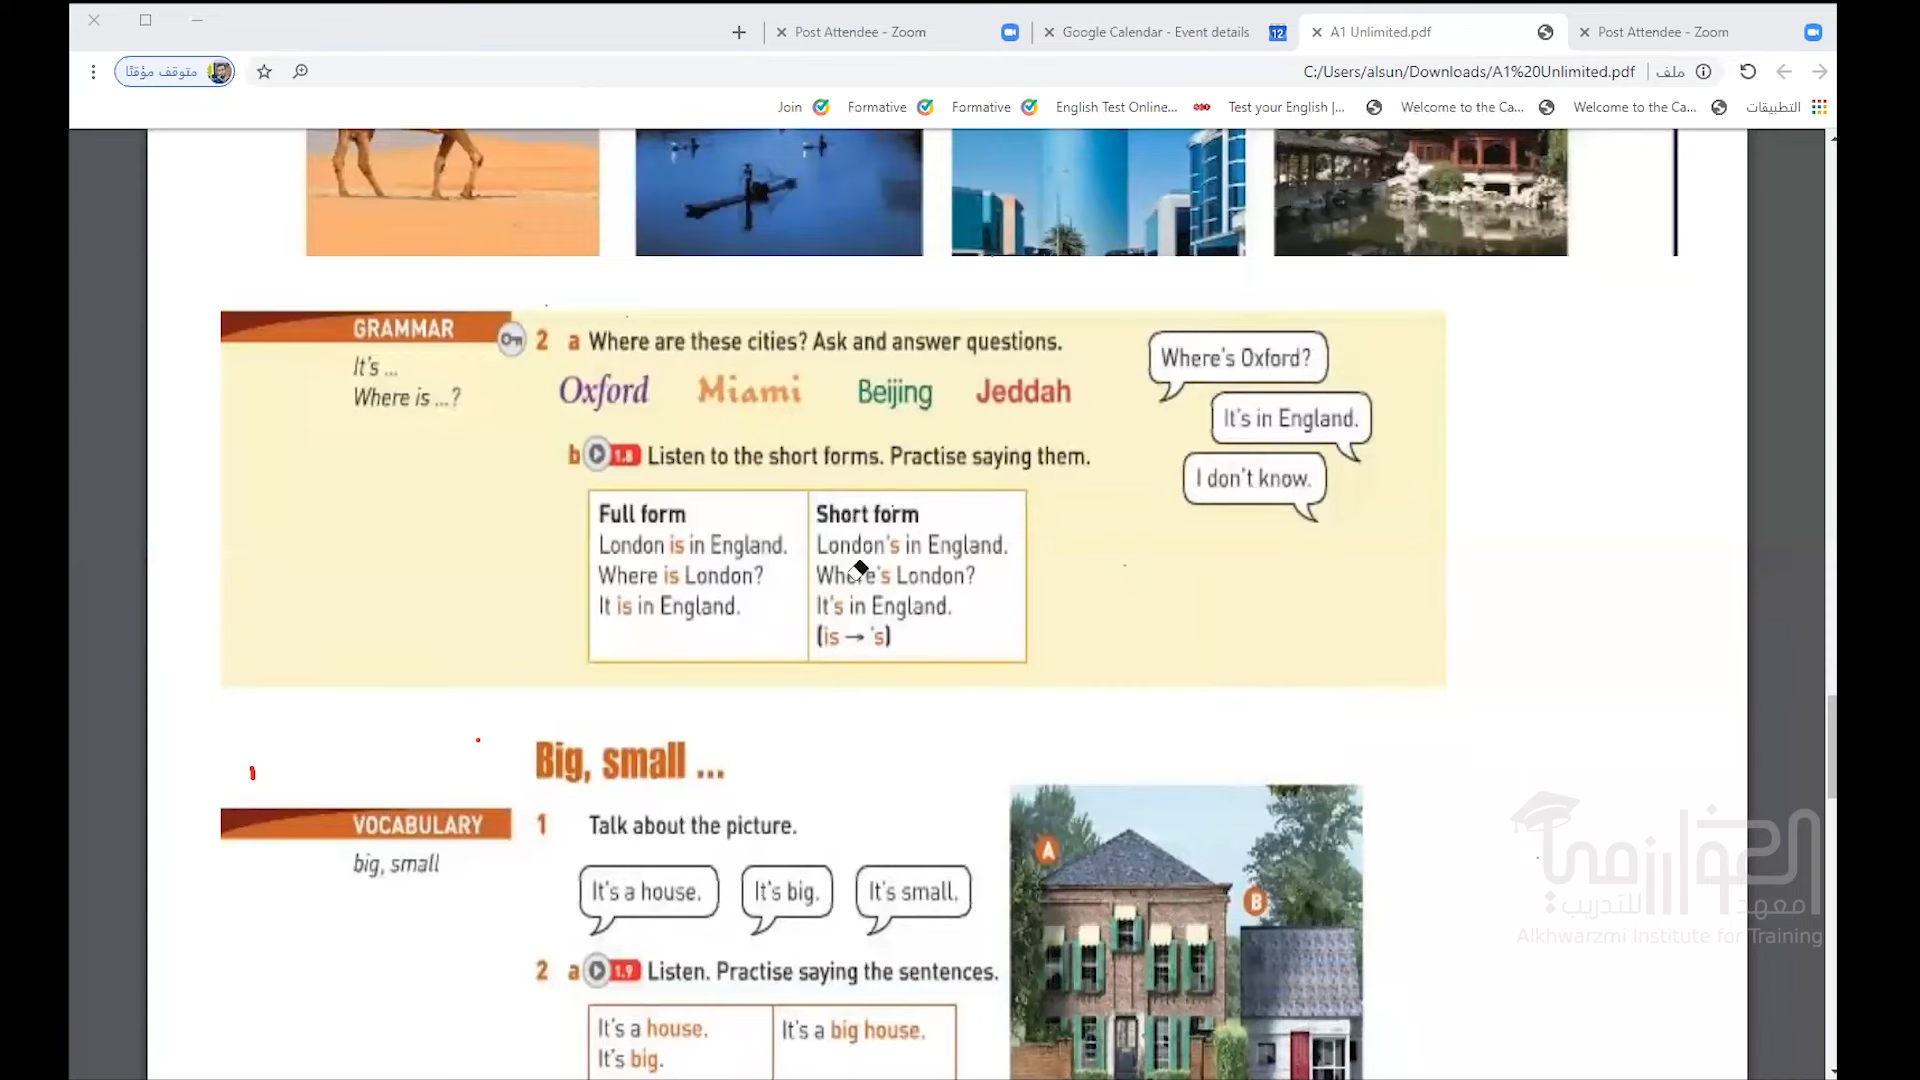 Post Attendee - Zoom
Google Calendar - Event details
12
A1 Unlimited.pdf
Post Attendee - Zoom
متوقف مؤقتًا
C:/Users/alsun/Downloads/A1%20Unlimited.pdf
ملف
Join
Formative
Formative
English Test Online...
Test your English |...
Welcome to the Ca...
Welcome to the Ca...
التطبيقات
GRAMMAR
It's ...
Where is ...?
2 a Where are these cities? Ask and answer questions.
Oxford Miami Beijing Jeddah
Where's Oxford?
It's in England.
I don't know.
b 1.8 Listen to the short forms. Practise saying them.
Full form
London is in England.
Where is London?
It is in England.
Short form
London's in England.
Where's London?
It's in England.
(is → 's)
Big, small ...
VOCABULARY
big, small
1 Talk about the picture.
It's a house.
It's big.
It's small.
2 a 1.9 Listen. Practise saying the sentences.
It's a house.
It's big.
It's a big house.
A
B
الخوارزمي
معهد للتدريب
Alkhwarzmi Institute for Training